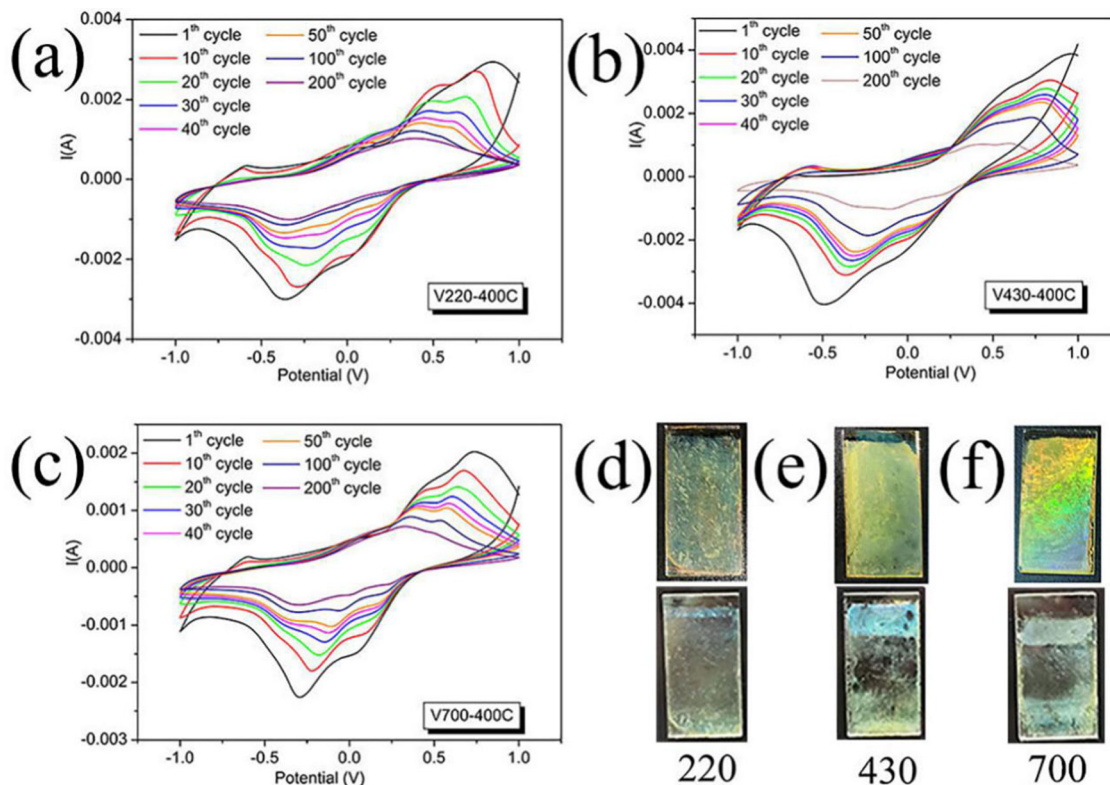 (a)
0.004
0.002
0.000
-0.002
-0.004
I(A)
1th cycle
10th cycle
20th cycle
30th cycle
40th cycle
50th cycle
100th cycle
200th cycle
V220-400C
-1.0 -0.5 0.0 0.5 1.0
Potential (V)
(b)
0.004
0.002
0.000
-0.002
-0.004
I(A)
1th cycle
10th cycle
20th cycle
30th cycle
40th cycle
50th cycle
100th cycle
200th cycle
V430-400C
-1.0 -0.5 0.0 0.5 1.0
Potential (V)
(c)
0.002
0.001
0.000
-0.001
-0.002
-0.003
I(A)
1th cycle
10th cycle
20th cycle
30th cycle
40th cycle
50th cycle
100th cycle
200th cycle
V700-400C
-1.0 -0.5 0.0 0.5 1.0
Potential (V)
(d) (e) (f)
220 430 700